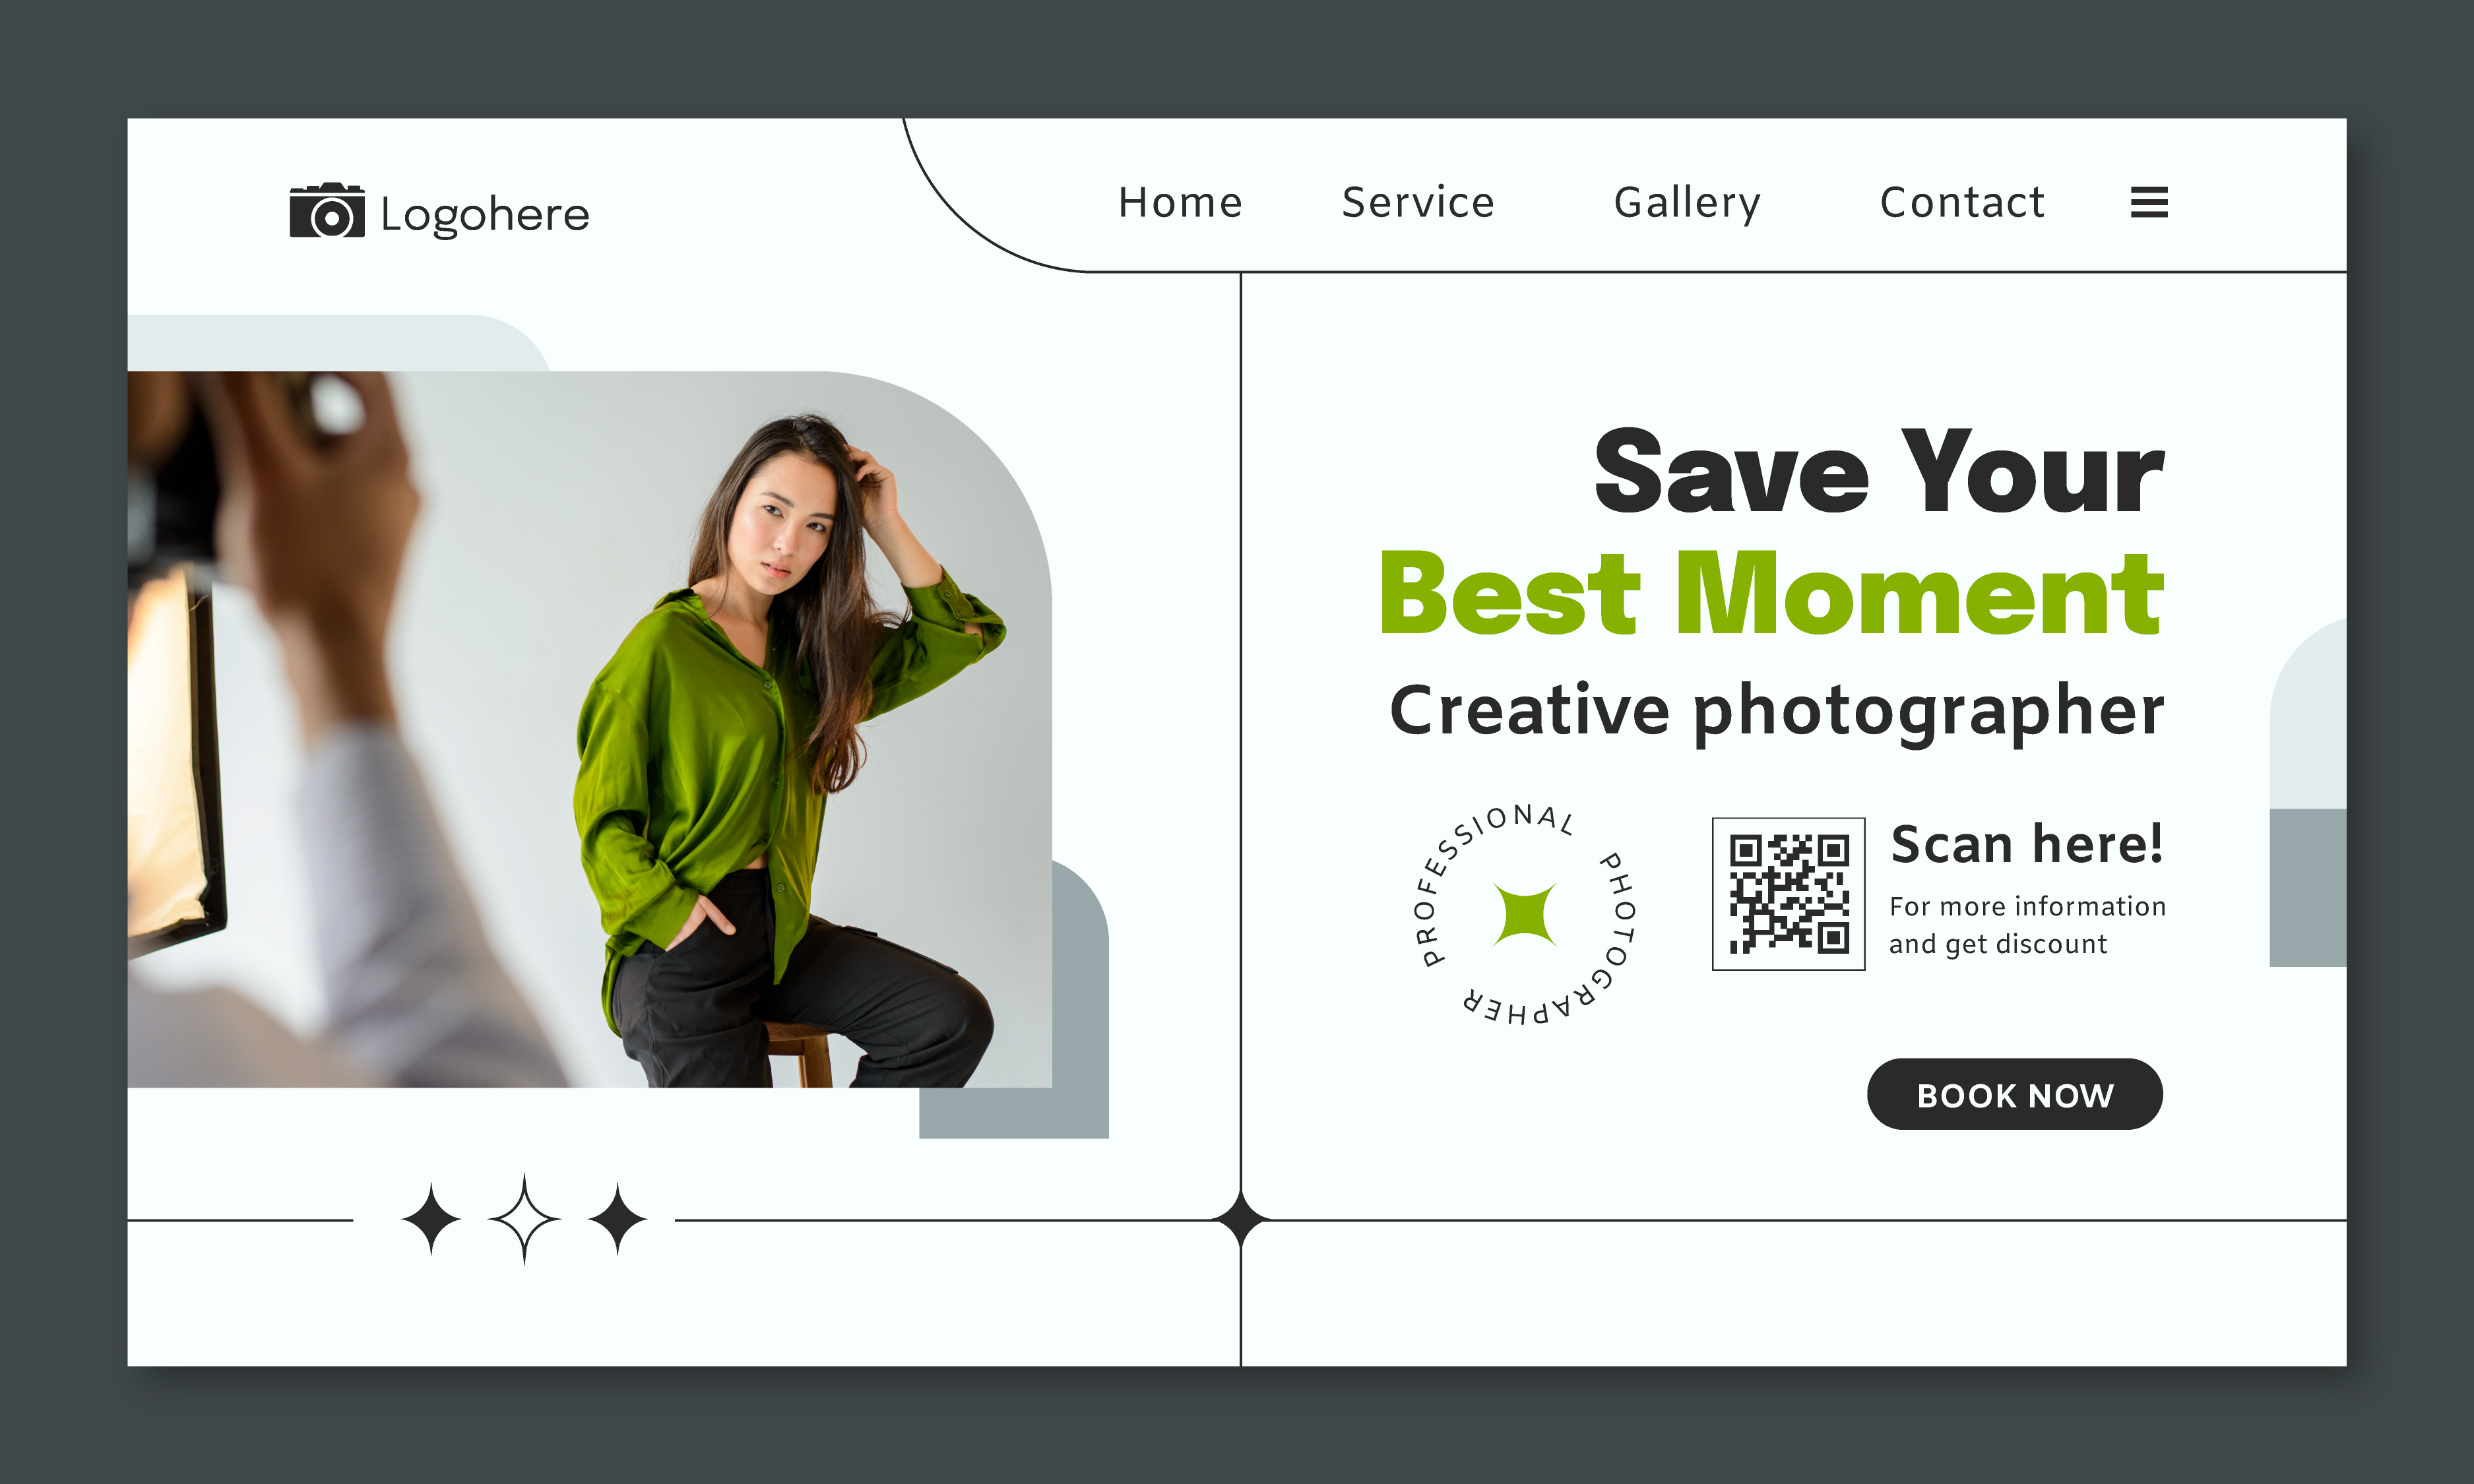 Logohere
Home
Service
Gallery
Contact
Save Your
Best Moment
Creative photographer
PROFESSIONAL PHOTOGRAPHER
Scan here!
For more information
and get discount
BOOK NOW